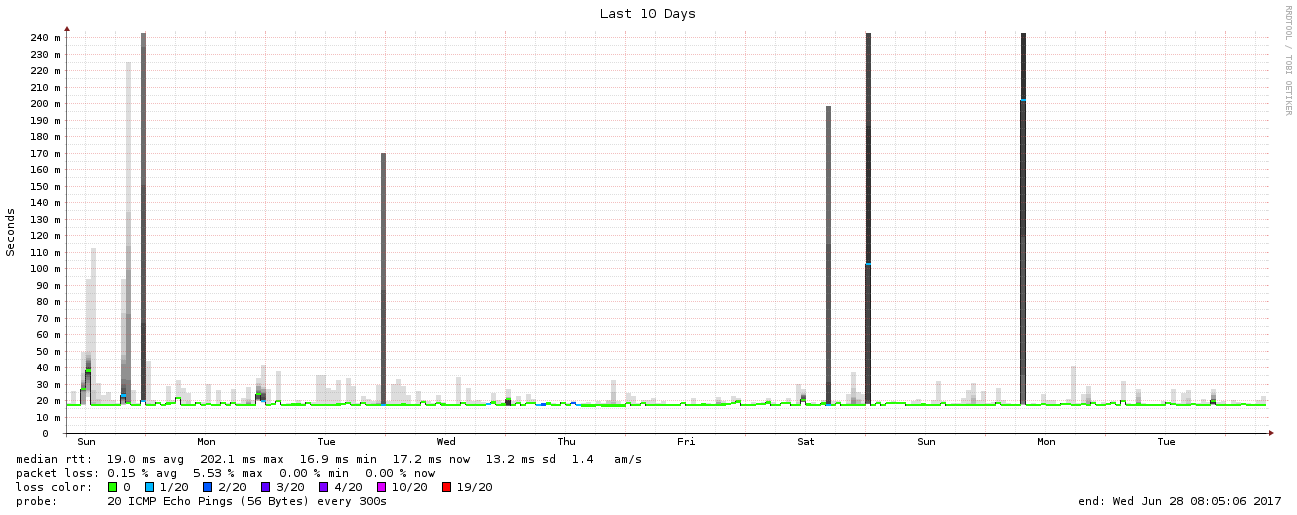 Last 10 Days
RRDTOOL / TOBI OETIKER
Seconds
240 m
230 m
220 m
210 m
200 m
190 m
180 m
170 m
160 m
150 m
140 m
130 m
120 m
110 m
100 m
90 m
80 m
70 m
60 m
50 m
40 m
30 m
20 m
10 m
0
Sun Mon Tue Wed Thu Fri Sat Sun Mon Tue
median rtt: 19.0 ms avg 202.1 ms max 16.9 ms min 17.2 ms now 13.2 ms sd 1.4 am/s
packet loss: 0.15 % avg 5.53 % max 0.00 % min 0.00 % now
loss color: 0 1/20 2/20 3/20 4/20 10/20 19/20
probe: 20 ICMP Echo Pings (56 Bytes) every 300s end: Wed Jun 28 08:05:06 2017